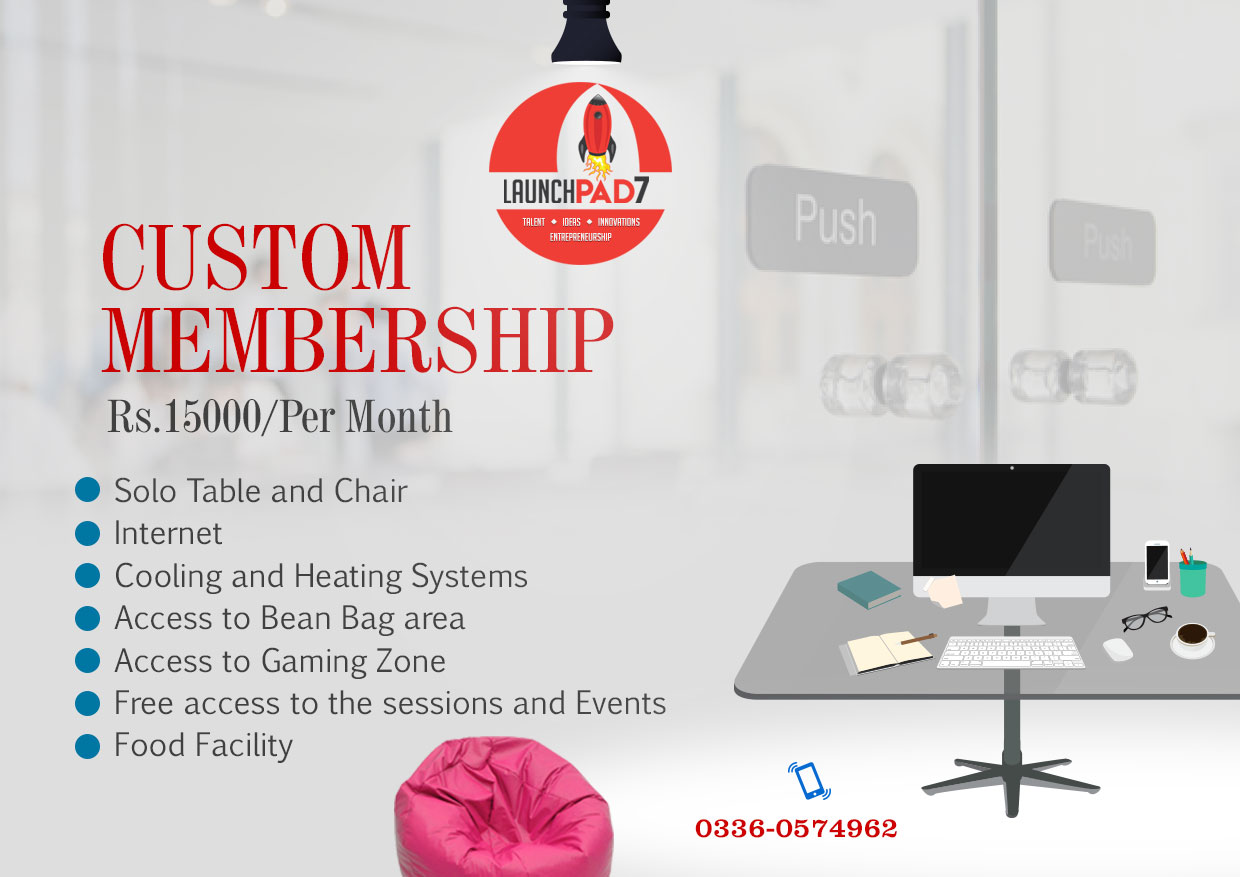 LAUNCHPAD7
TALENT ◆ IDEAS ◆ INNOVATIONS
ENTREPRENEURSHIP
Push
Push
CUSTOM
MEMBERSHIP
Rs.15000/Per Month
Solo Table and Chair
Internet
Cooling and Heating Systems
Access to Bean Bag area
Access to Gaming Zone
Free access to the sessions and Events
Food Facility
0336-0574962